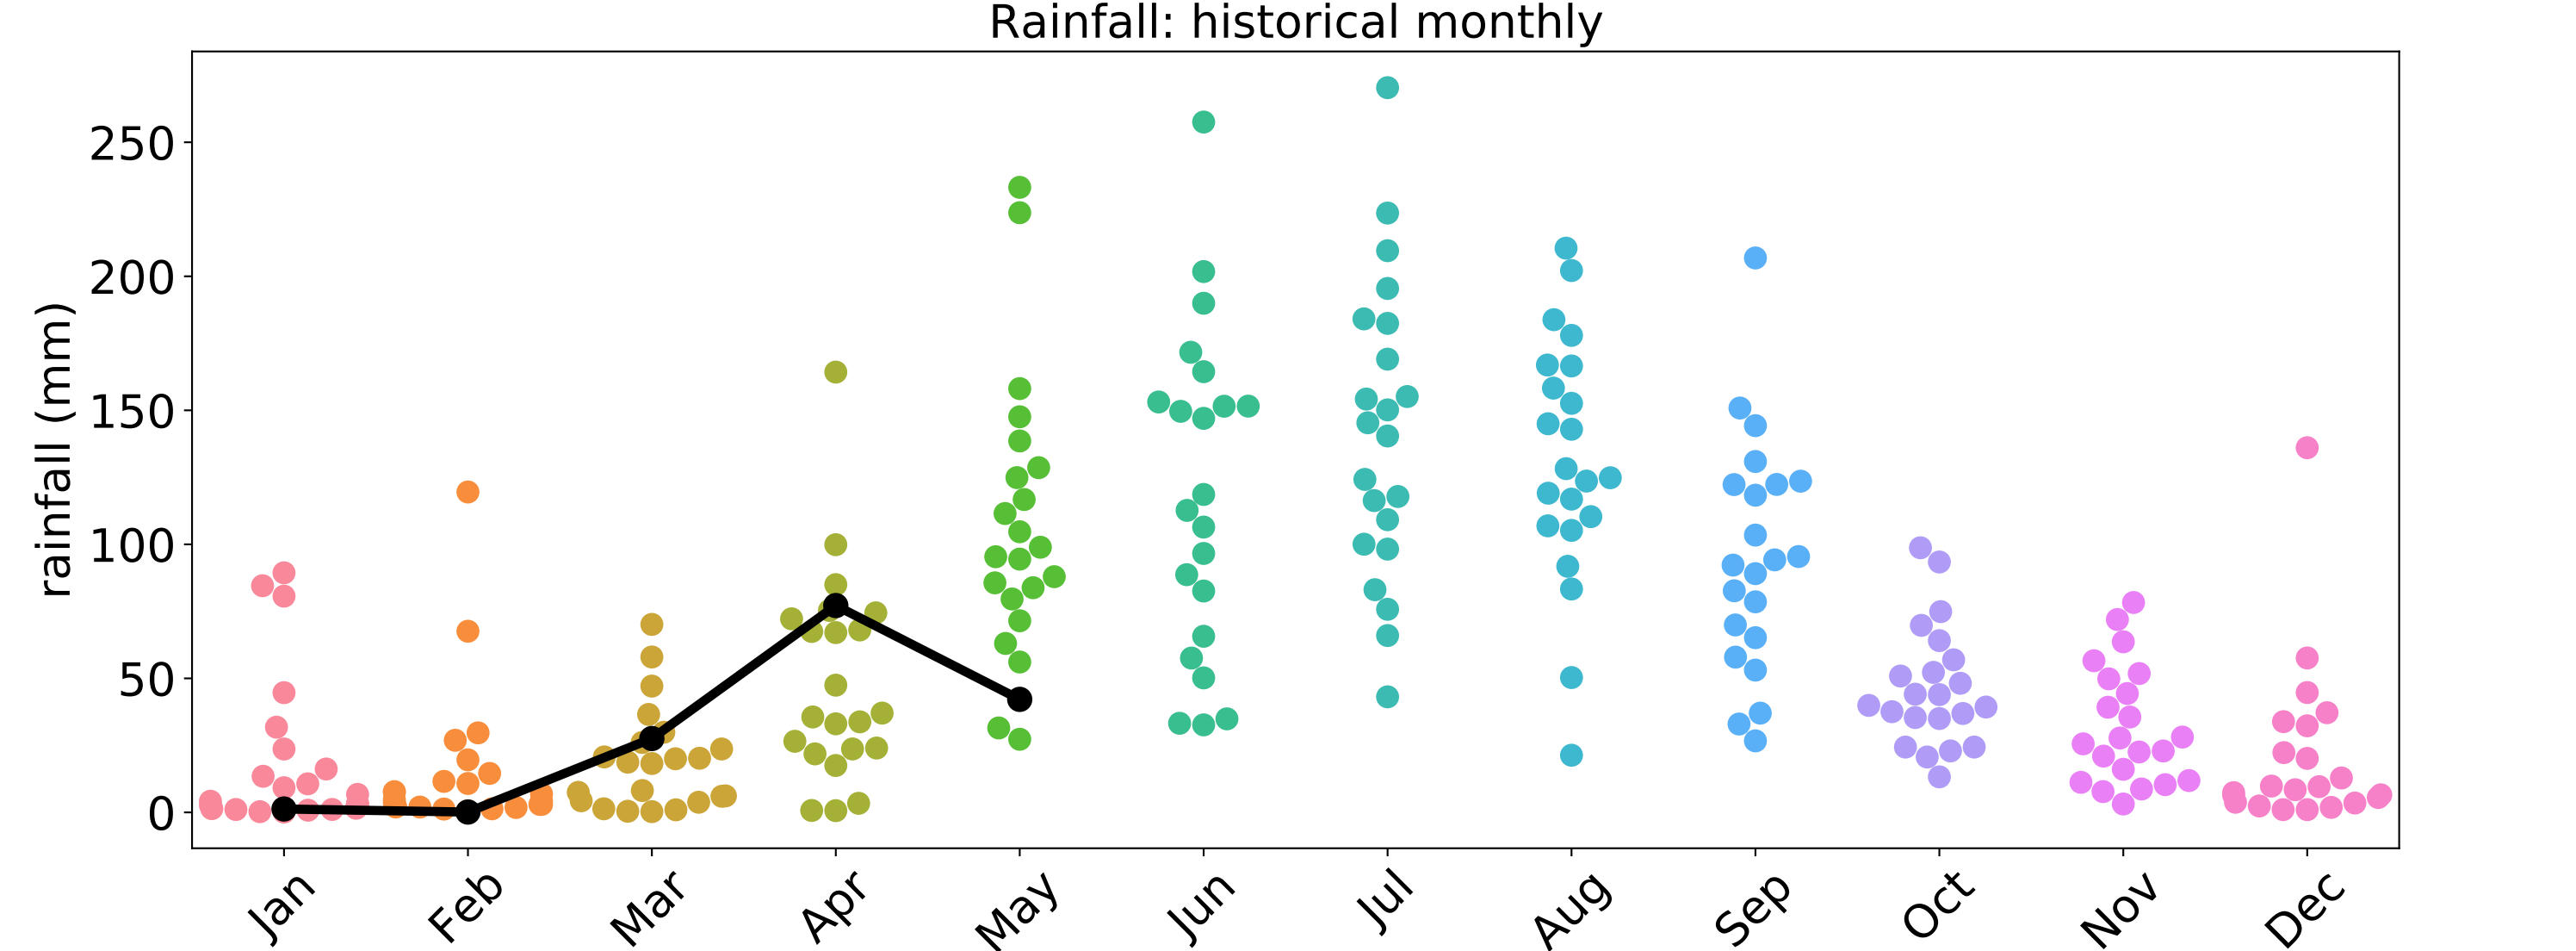 Rainfall: historical monthly
rainfall (mm)
250
200
150
100
50
0
Jan
Feb
Mar
Apr
May
Jun
Jul
Aug
Sep
Oct
Nov
Dec